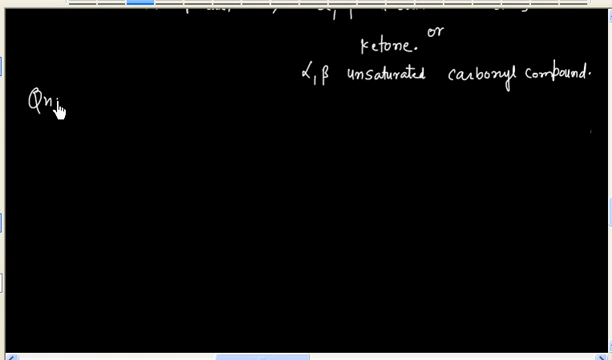 or
ketone.
α, β unsaturated carbonyl compound.
Qn: